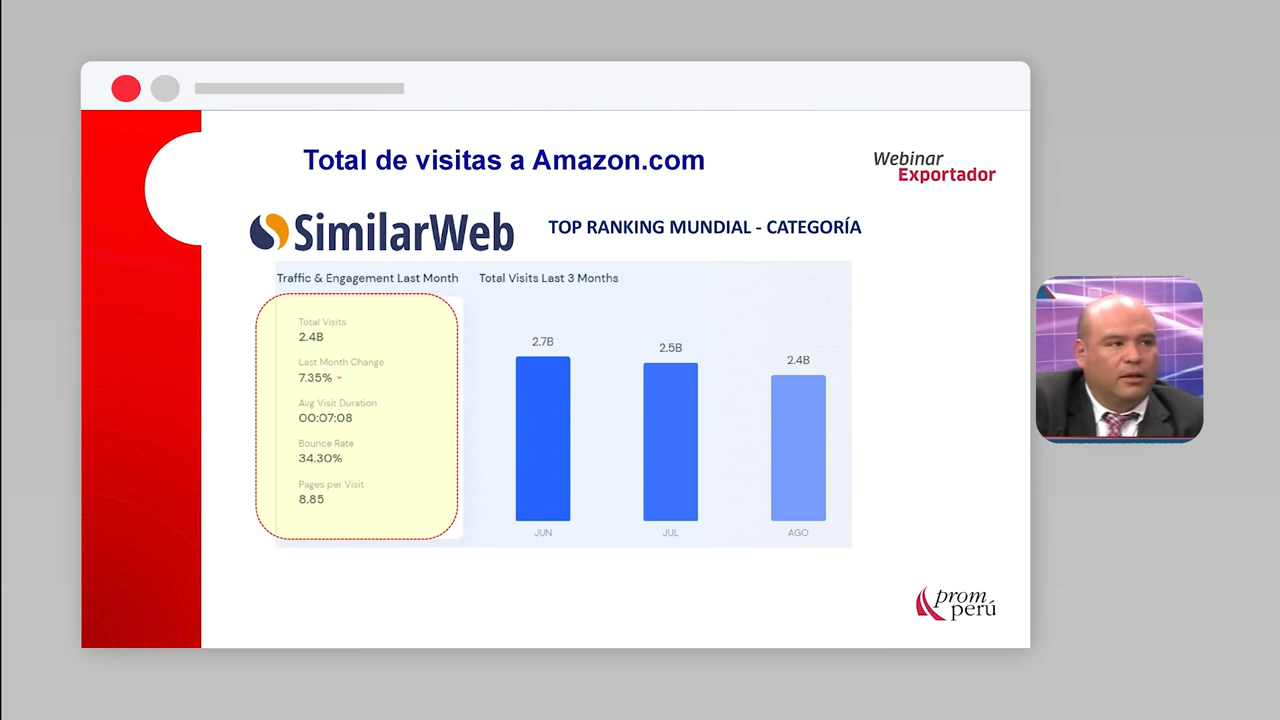 Total de visitas a Amazon.com
Webinar
Exportador
SimilarWeb
TOP RANKING MUNDIAL - CATEGORÍA
Traffic & Engagement Last Month
Total Visits Last 3 Months
Total Visits
2.4B
Last Month Change
7.35%
Avg Visit Duration
00:07:08
Bounce Rate
34.30%
Pages per Visit
8.85
2.7B
2.5B
2.4B
JUN
JUL
AGO
prom
perú